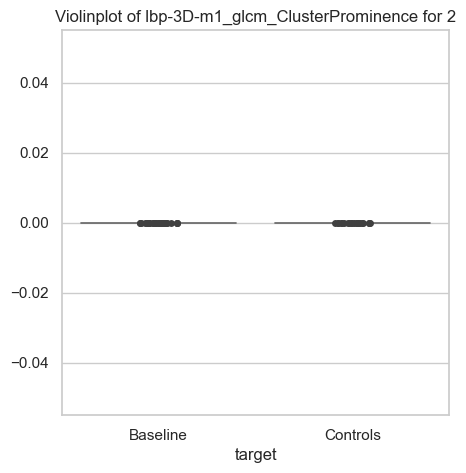 Violinplot of lbp-3D-m1_glcm_ClusterProminence for 2
0.04
0.02
0.00
−0.02
−0.04
Baseline
Controls
target